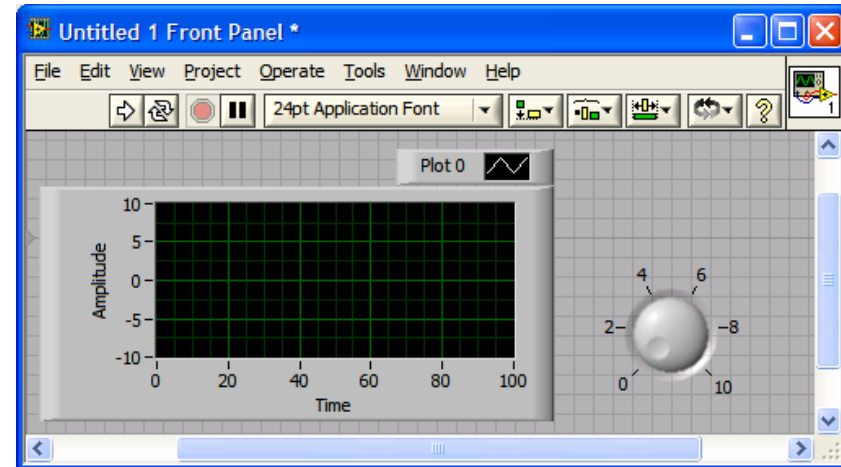 Untitled 1 Front Panel *
File Edit View Project Operate Tools Window Help
24pt Application Font
1
Plot 0
10
5
0
-5
-10
Amplitude
0 20 40 60 80 100
Time
4 6
2 8
0 10